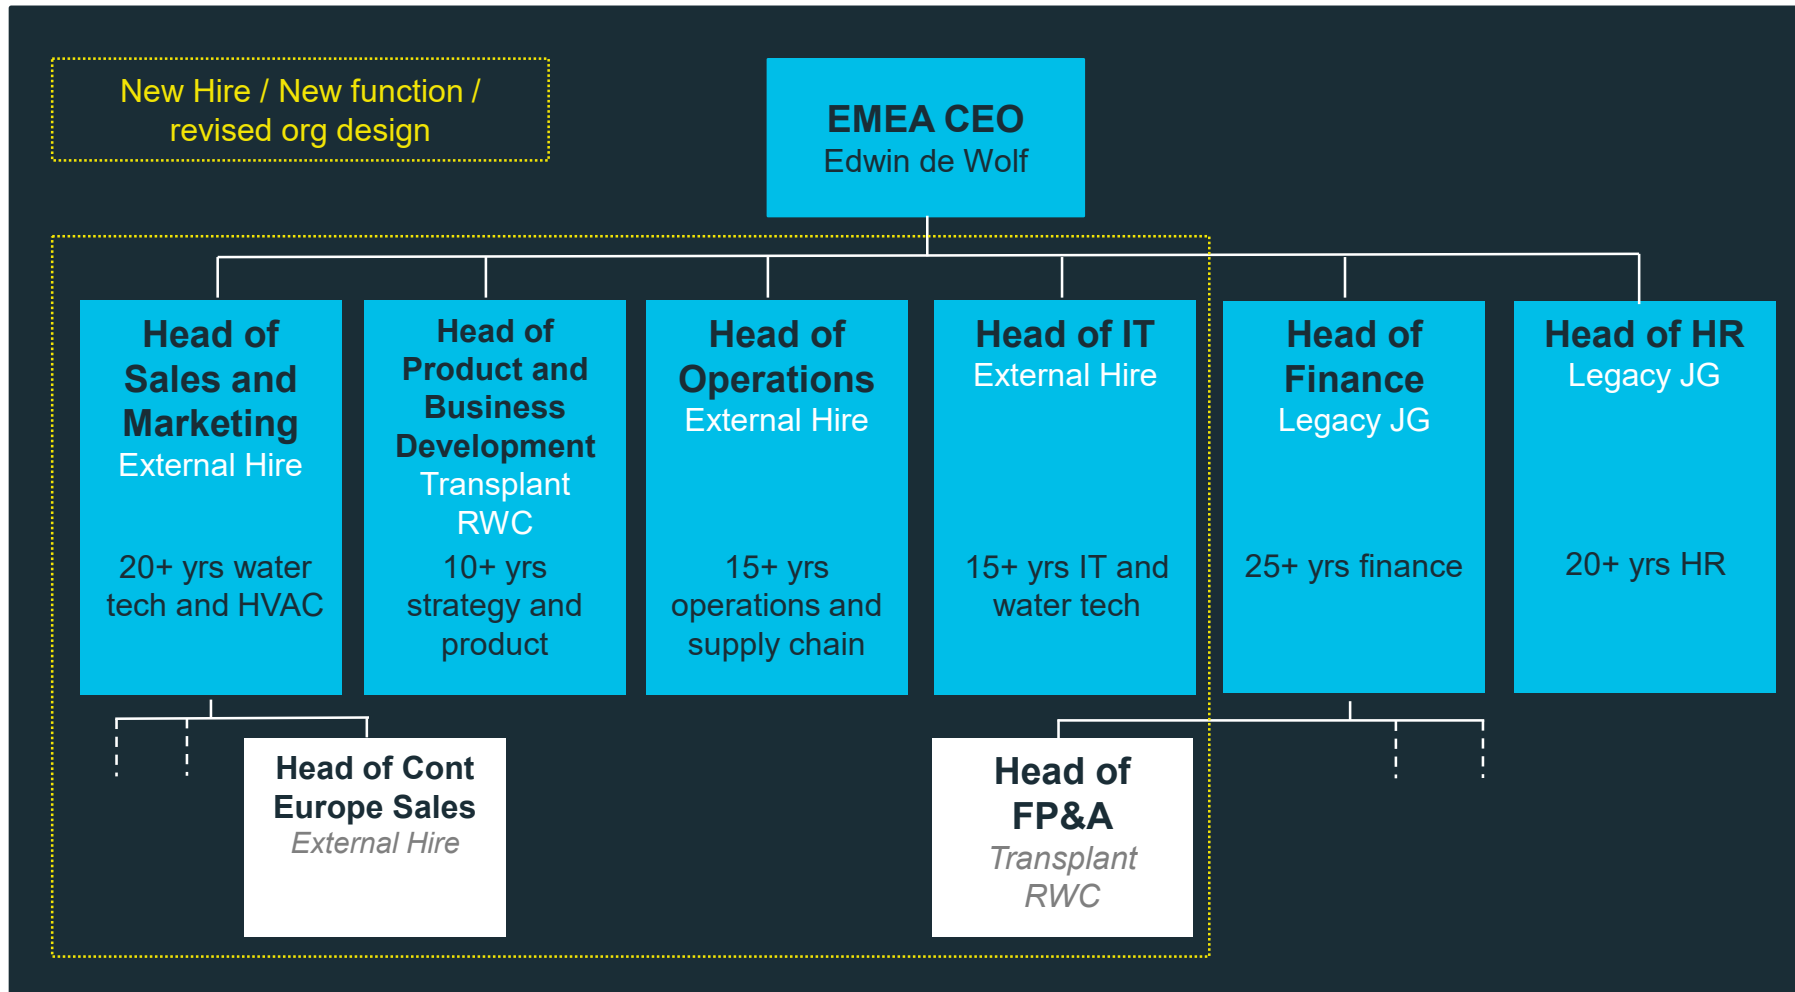 New Hire / New function /
revised org design
EMEA CEO
Edwin de Wolf
Head of
Sales and
Marketing
External Hire
20+ yrs water
tech and HVAC
Head of
Product and
Business
Development
Transplant
RWC
10+ yrs
strategy and
product
Head of
Operations
External Hire
15+ yrs
operations and
supply chain
Head of IT
External Hire
15+ yrs IT and
water tech
Head of
Finance
Legacy JG
25+ yrs finance
Head of HR
Legacy JG
20+ yrs HR
Head of Cont
Europe Sales
External Hire
Head of
FP&A
Transplant
RWC